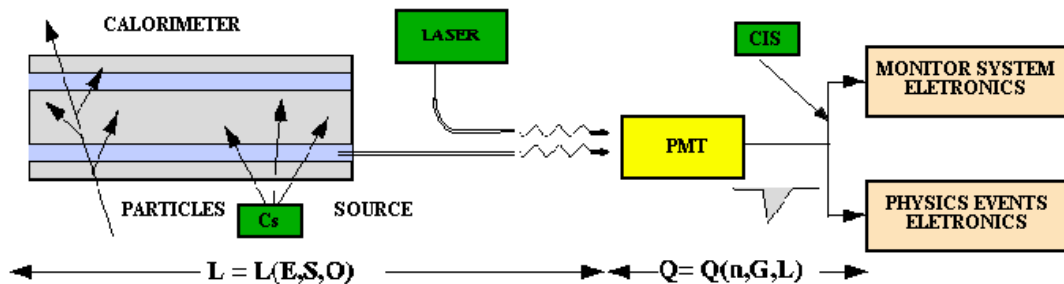 CALORIMETER
LASER
CIS
MONITOR SYSTEM
ELETRONICS
PMT
PARTICLES
Cs
SOURCE
PHYSICS EVENTS
ELETRONICS
L = L(E,S,O)
Q= Q(n,G,L)